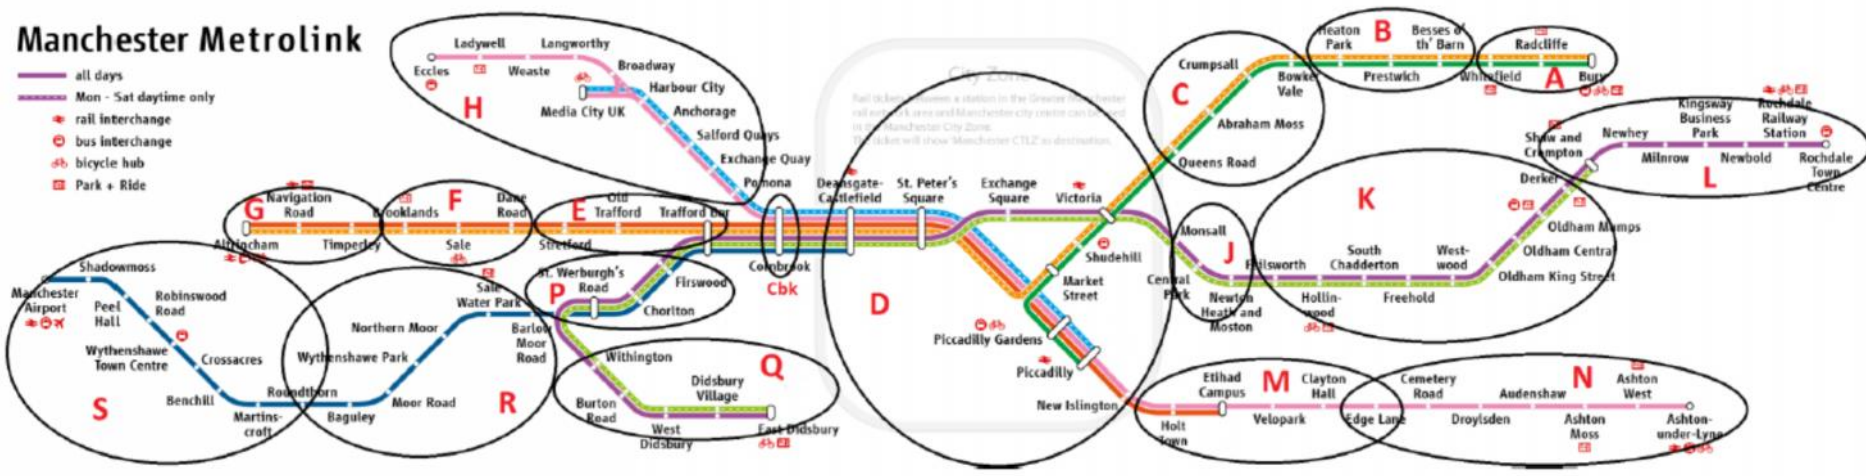 Manchester Metrolink
all days
Mon - Sat daytime only
rail interchange
bus interchange
bicycle hub
Park + Ride
H
Eccles
Ladywell
Weaste
Langworthy
Broadway
Media City UK
Harbour City
Anchorage
Salford Quays
Exchange Quay
Pomona
G
Altrincham
Navigation
Road
Timperley
F
Brooklands
Sale
Dane
Road
E
Stretford
Old
Trafford
Trafford Bar
Cornbrook
Cbk
City Zone
Deansgate-
Castlefield
St. Peter's
Square
Exchange
Square
Victoria
D
Shudehill
Market
Street
Piccadilly Gardens
Piccadilly
New Islington
C
Crumpsall
Bowker
Vale
Abraham Moss
Queens Road
B
Heaton
Park
Prestwich
Besses o'
th' Barn
A
Whitefield
Radcliffe
Bury
J
Monsall
Central
Park
Newton
Heath and
Moston
K
Failsworth
Hollin-
wood
South
Chadderton
Freehold
West-
wood
Oldham King Street
Oldham Central
Oldham Mumps
Derker
L
Shaw and
Crompton
Newhey
Milnrow
Kingsway
Business
Park
Newbold
Rochdale
Railway
Station
Rochdale
Town
Centre
M
Holt
Town
Etihad
Campus
Velopark
Clayton
Hall
Edge Lane
N
Cemetery
Road
Droylsden
Audenshaw
Ashton
Moss
Ashton
West
Ashton-
under-Lyne
P
St. Werburgh's
Road
Firswood
Chorlton
Q
Withington
Burton
Road
West
Didsbury
Didsbury
Village
East Didsbury
R
Barlow
Moor
Road
Sale
Water Park
Northern Moor
Wythenshawe Park
Moor Road
Baguley
Roundthorn
S
Martins-
croft
Benchill
Crossacres
Wythenshawe
Town Centre
Robinswood
Road
Peel
Hall
Shadowmoss
Manchester
Airport